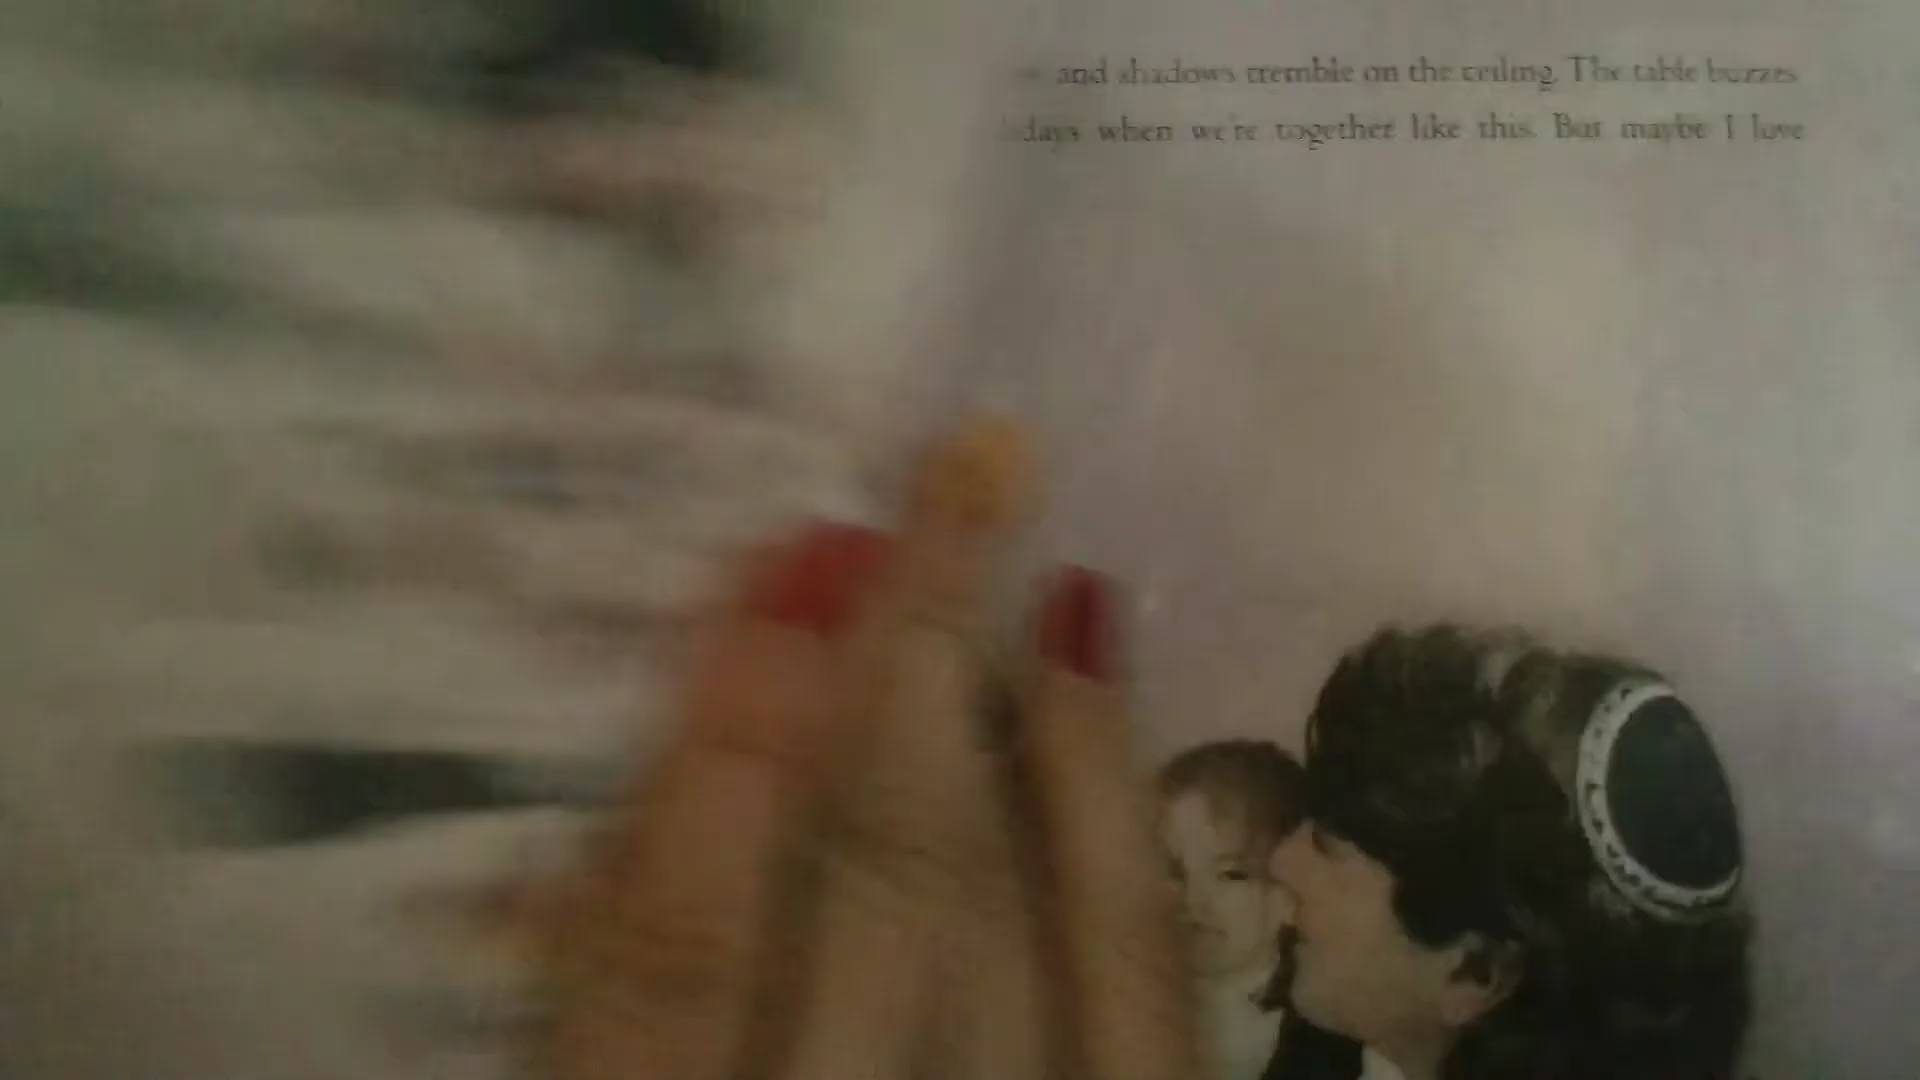 and shadows tremble on the ceiling. The table buzzes
days when we're together like this. But maybe I love